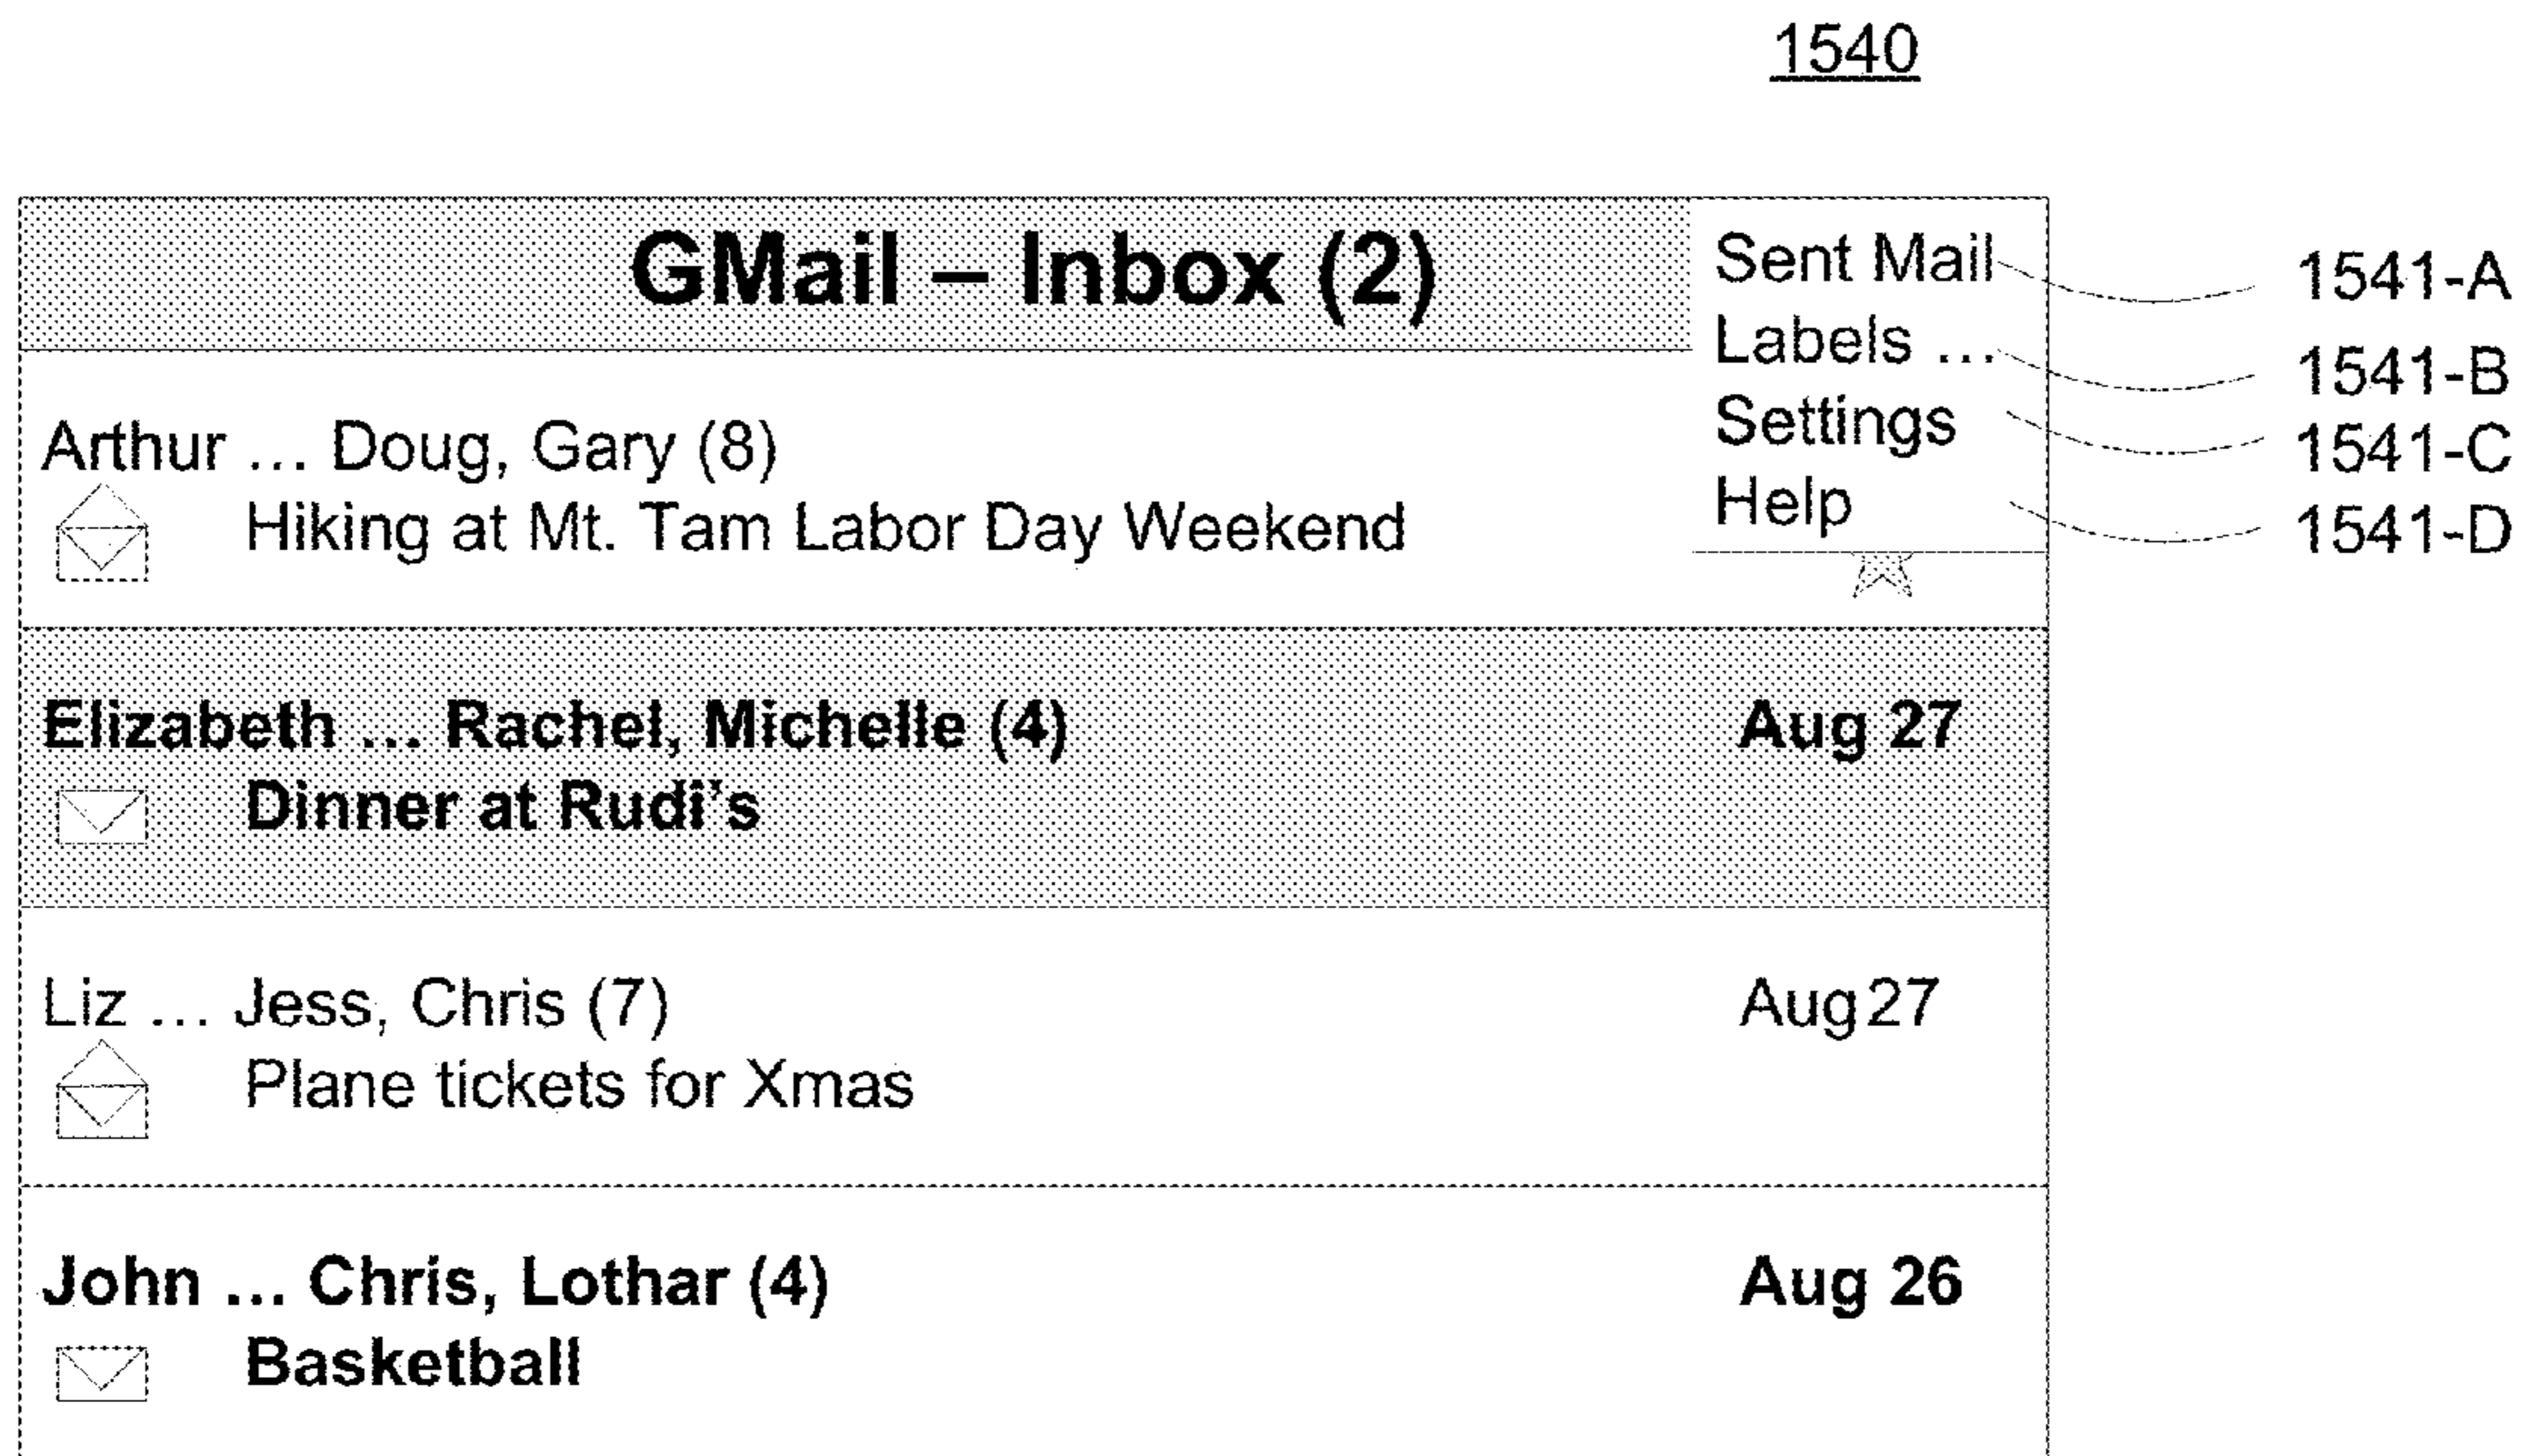 1540
GMail – Inbox (2)
Sent Mail 1541-A
Labels ... 1541-B
Settings 1541-C
Help 1541-D
Arthur ... Doug, Gary (8)
Hiking at Mt. Tam Labor Day Weekend
Elizabeth ... Rachel, Michelle (4) Aug 27
Dinner at Rudi's
Liz ... Jess, Chris (7) Aug 27
Plane tickets for Xmas
John ... Chris, Lothar (4) Aug 26
Basketball